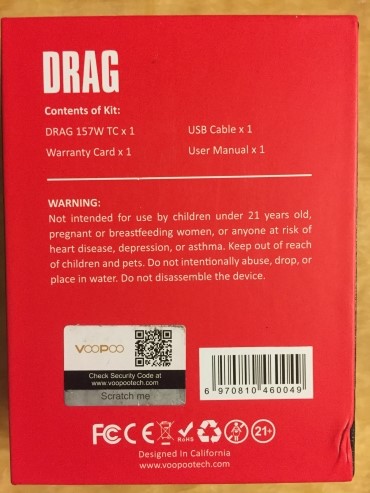 DRAG
Contents of Kit:
DRAG 157W TC x 1 USB Cable x 1
Warranty Card x 1 User Manual x 1
WARNING:
Not intended for use by children under 21 years old,
pregnant or breastfeeding women, or anyone at risk of
heart disease, depression, or asthma. Keep out of reach
of children and pets. Do not intentionally abuse, drop, or
place in water. Do not disassemble the device.
VOOPOO
Check Security Code at
www.voopootech.com
Scratch me
6 970810 460049
FC CE RoHS 21+
Designed In California
www.voopootech.com